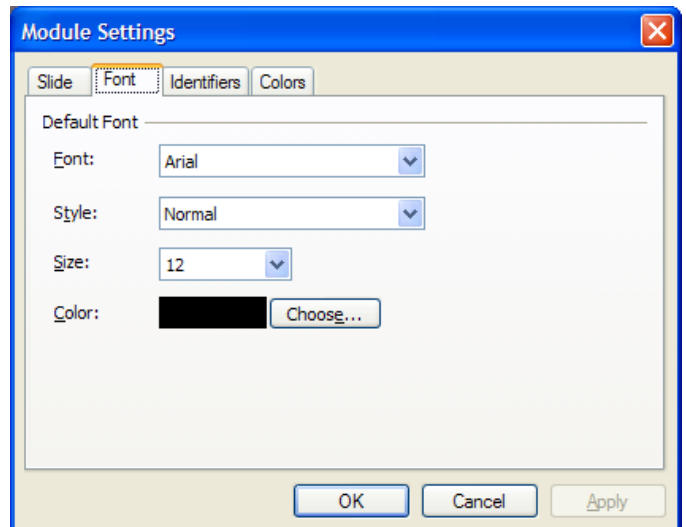 Module Settings
Slide Font Identifiers Colors
Default Font
Font: Arial
Style: Normal
Size: 12
Color: Choose...
OK Cancel Apply